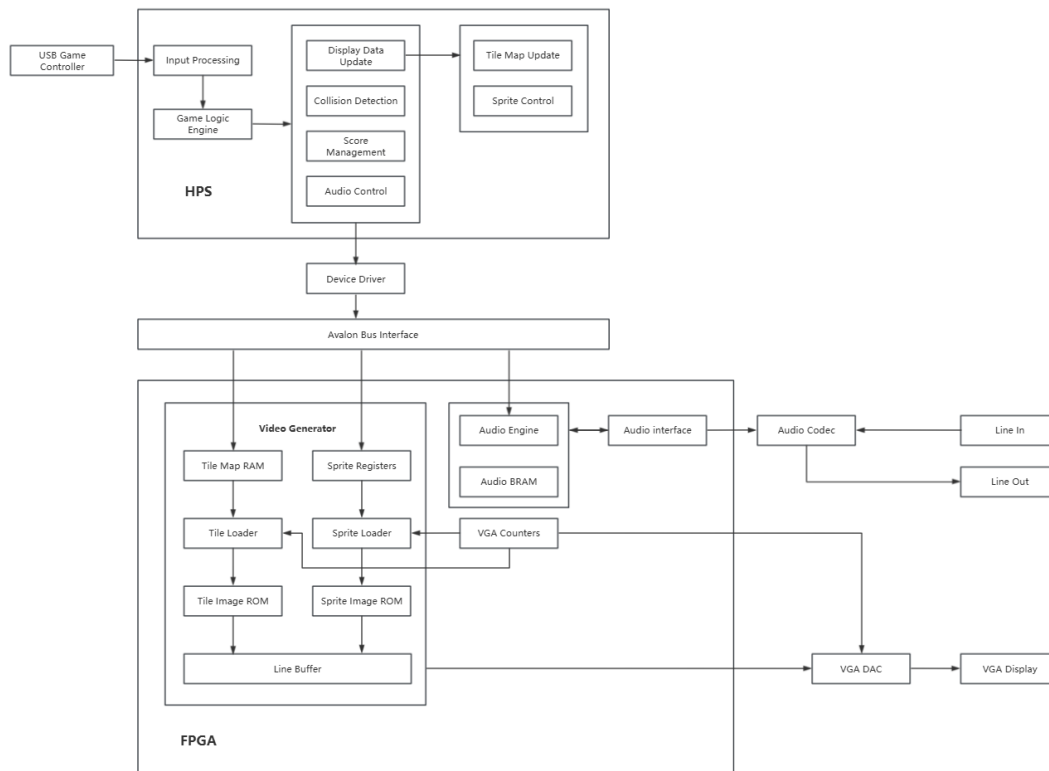 USB Game
Controller
Input Processing
Game Logic
Engine
HPS
Display Data
Update
Collision Detection
Score
Management
Audio Control
Tile Map Update
Sprite Control
Device Driver
Avalon Bus Interface
Video Generator
Tile Map RAM
Sprite Registers
Tile Loader
Sprite Loader
Tile Image ROM
Sprite Image ROM
Line Buffer
Audio Engine
Audio BRAM
VGA Counters
Audio interface
Audio Codec
Line In
Line Out
VGA DAC
VGA Display
FPGA